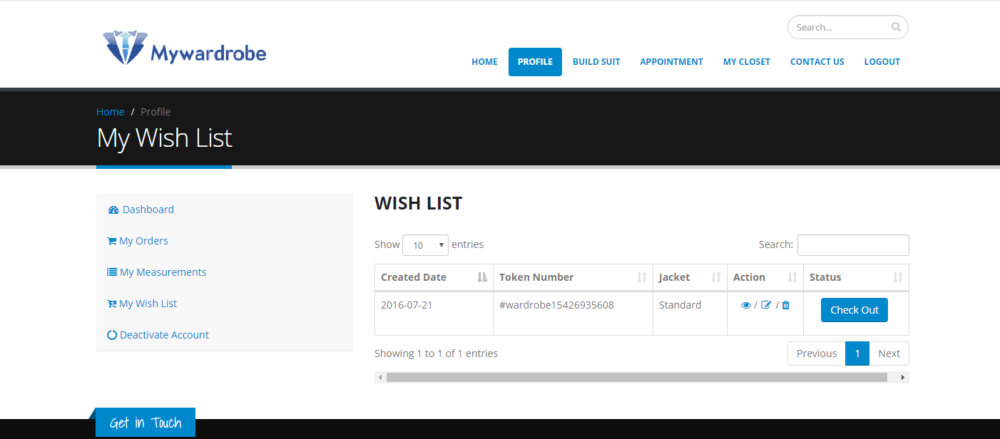 Mywardrobe
Search...
HOME PROFILE BUILD SUIT APPOINTMENT MY CLOSET CONTACT US LOGOUT
Home / Profile
My Wish List
Dashboard
My Orders
My Measurements
My Wish List
Deactivate Account
WISH LIST
Show 10 entries Search:
Created Date Token Number Jacket Action Status
2016-07-21 #wardrobe15426935608 Standard / / Check Out
Showing 1 to 1 of 1 entries Previous 1 Next
Get in Touch